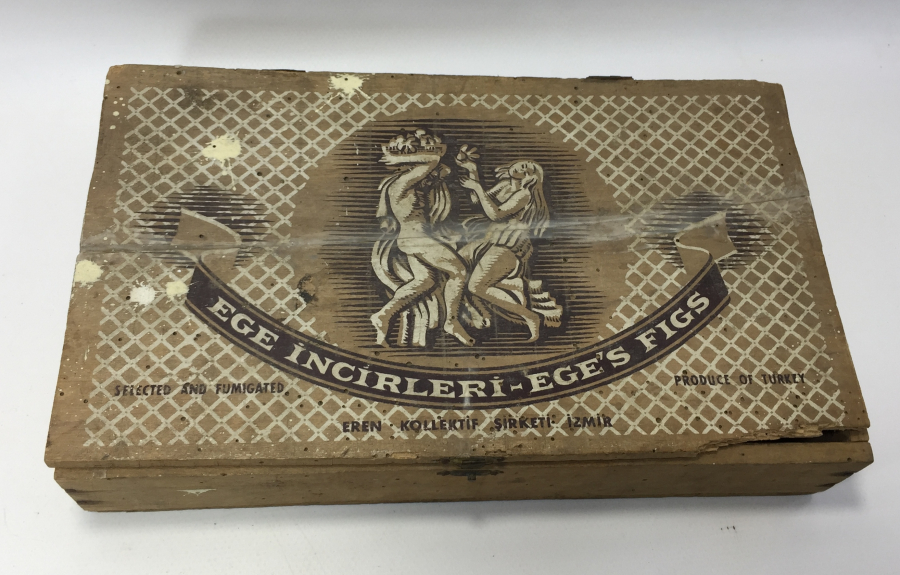 EGE İNCİRLERİ-EGE'S FIGS
SELECTED AND FUMIGATED
PRODUCE OF TURKEY
EREN KOLLEKTİF ŞİRKETİ İZMİR